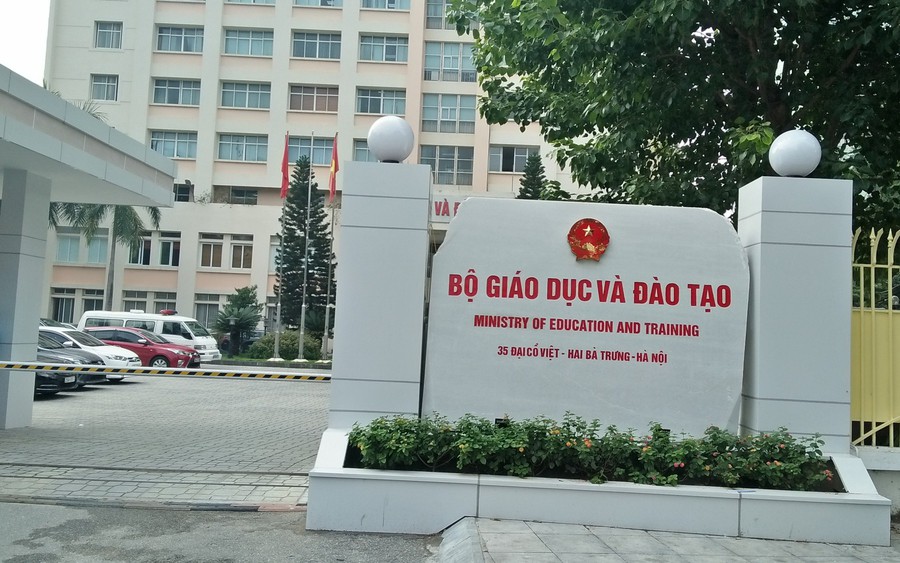 VÀ Đ
BỘ GIÁO DỤC VÀ ĐÀO TẠO
MINISTRY OF EDUCATION AND TRAINING
35 ĐẠI CỒ VIỆT - HAI BÀ TRƯNG - HÀ NỘI